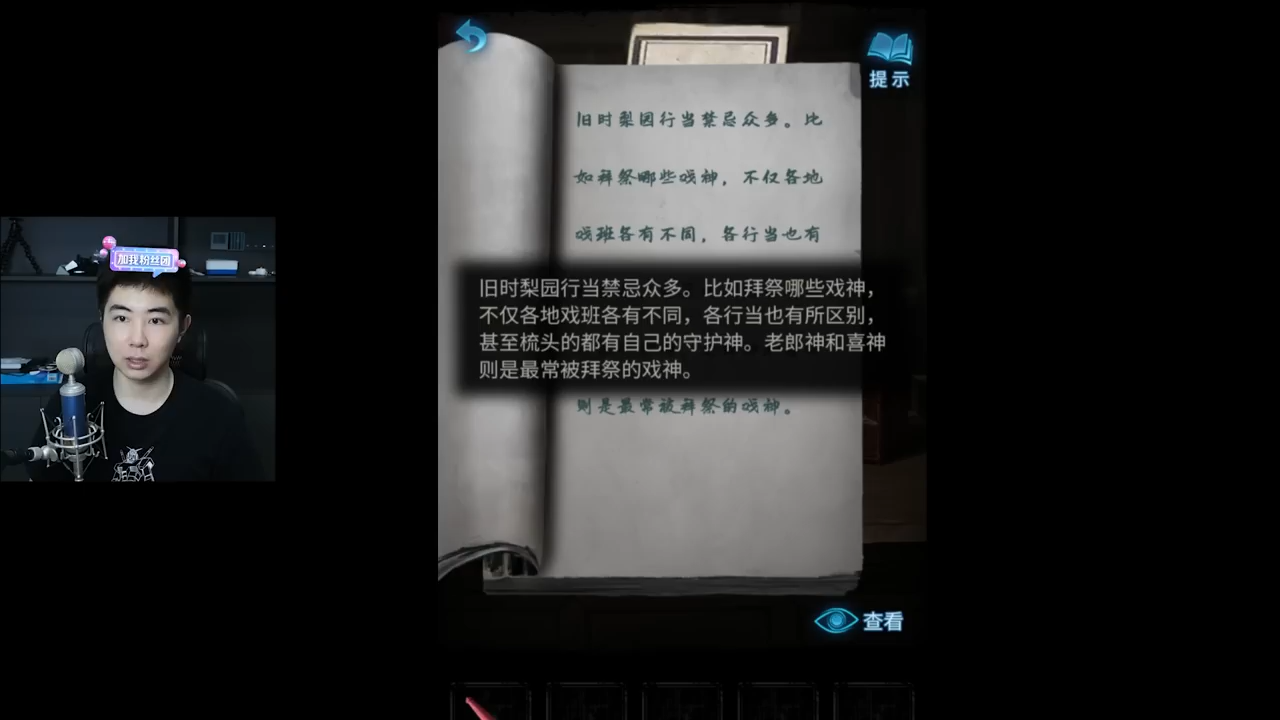 提示
旧时梨园行当禁忌众多。比
如拜祭哪些戏神，不仅各地
戏班各有不同，各行当也有
旧时梨园行当禁忌众多。比如拜祭哪些戏神，
不仅各地戏班各有不同，各行当也有所区别，
甚至梳头的都有自己的守护神。老郎神和喜神
则是最常被拜祭的戏神。
则是最常被拜祭的戏神。
加我粉丝团
查看